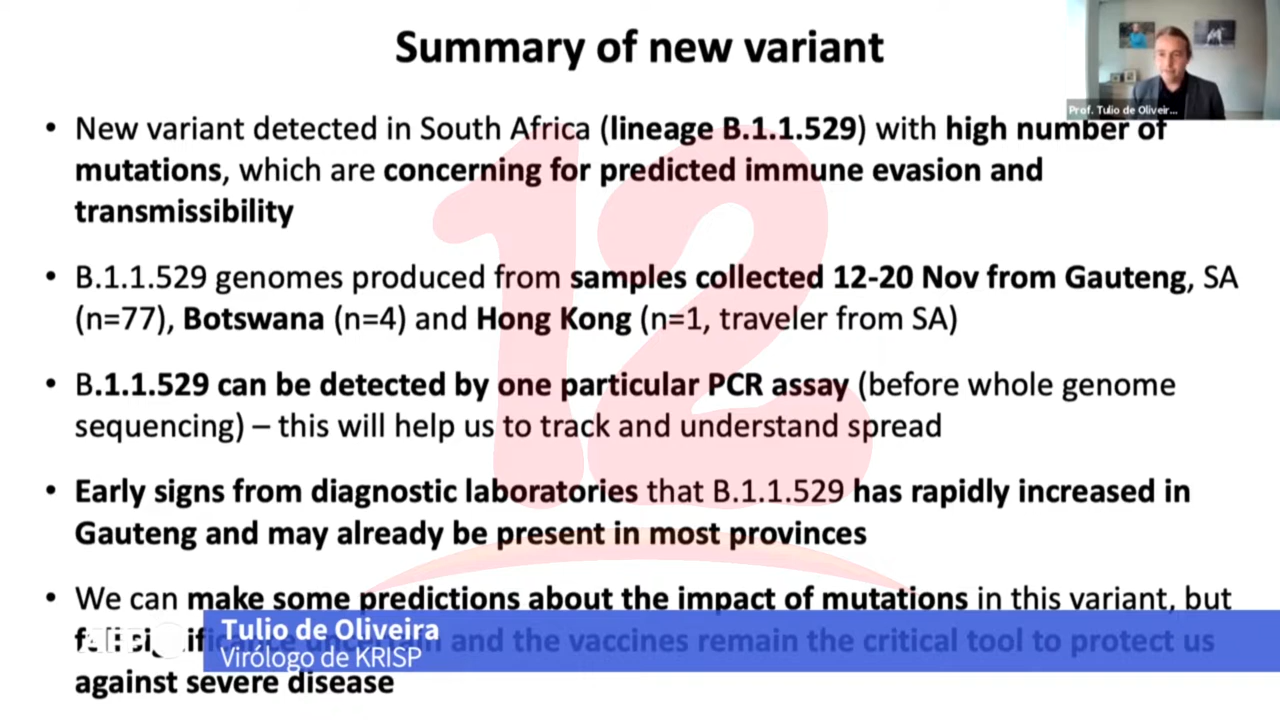 Summary of new variant
Prof. Tulio de Oliveir...
• New variant detected in South Africa (lineage B.1.1.529) with high number of
mutations, which are concerning for predicted immune evasion and
transmissibility
• B.1.1.529 genomes produced from samples collected 12-20 Nov from Gauteng, SA
(n=77), Botswana (n=4) and Hong Kong (n=1, traveler from SA)
• B.1.1.529 can be detected by one particular PCR assay (before whole genome
sequencing) – this will help us to track and understand spread
• Early signs from diagnostic laboratories that B.1.1.529 has rapidly increased in
Gauteng and may already be present in most provinces
• We can make some predictions about the impact of mutations in this variant, but
and the vaccines remain the critical tool to protect us
against severe disease
Tulio de Oliveira
Virólogo de KRISP
12